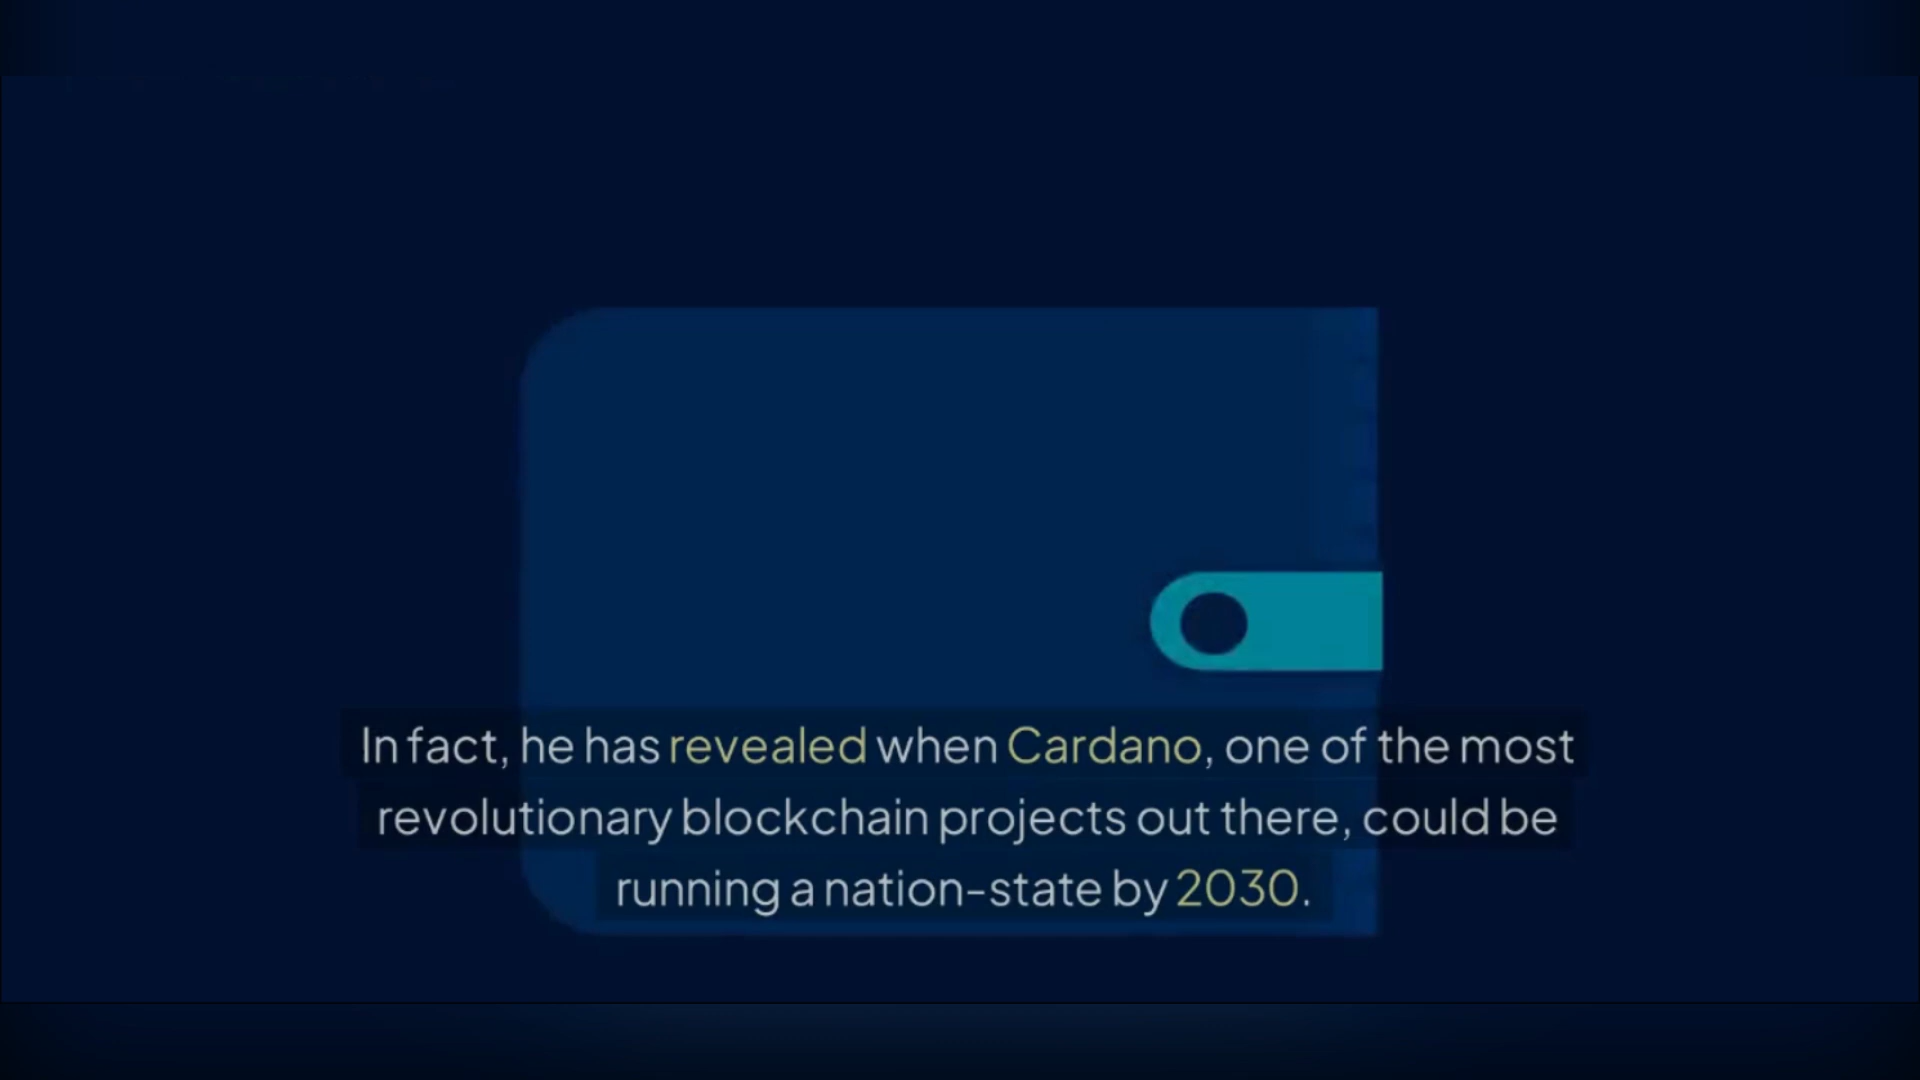 In fact, he has revealed when Cardano, one of the most
revolutionary blockchain projects out there, could be
running a nation-state by 2030.